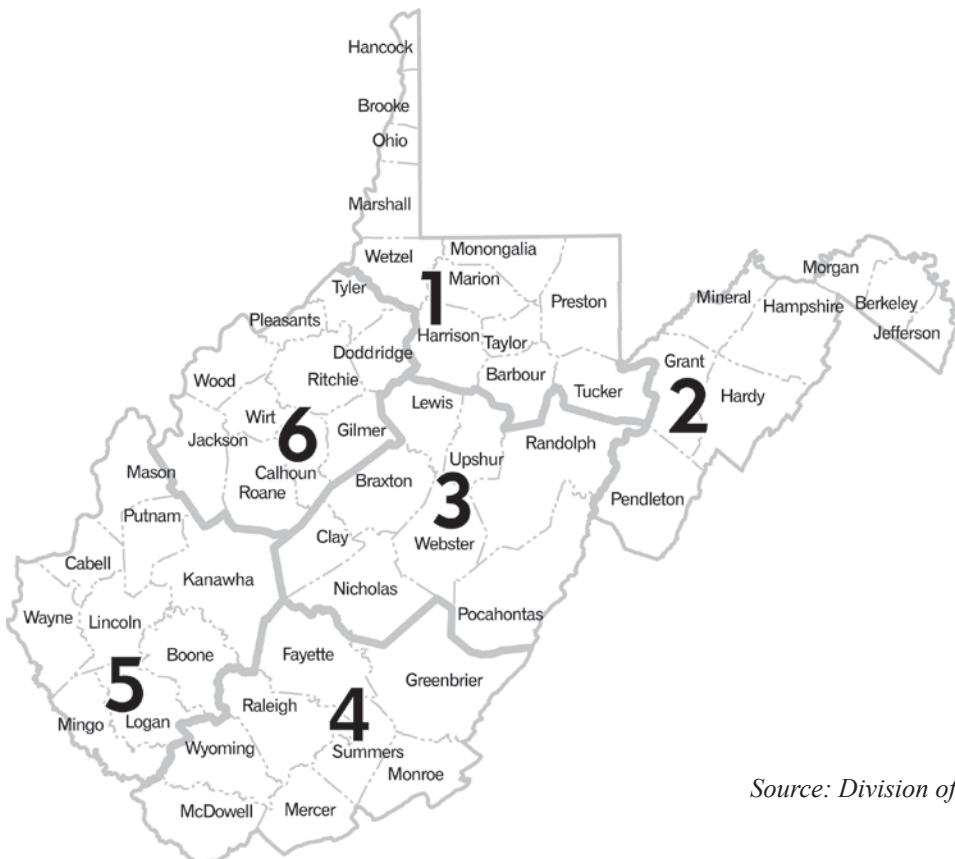 Hancock
Brooke
Ohio
Marshall
Wetzel
Monongalia
1
Marion
Preston
Tyler
Harrison
Taylor
Barbour
Tucker
Morgan
Mineral
Hampshire
Berkeley
Jefferson
Grant
2
Hardy
Pendleton
Pleasants
Doddridge
Wood
Ritchie
Wirt
6
Gilmer
Jackson
Calhoun
Roane
Lewis
Randolph
Upshur
Braxton
3
Clay
Webster
Nicholas
Pocahontas
Mason
Putnam
Cabell
Kanawha
Wayne
Lincoln
Boone
5
Mingo
Logan
Fayette
Greenbrier
Raleigh
4
Wyoming
Summers
Monroe
McDowell
Mercer
Source: Division of